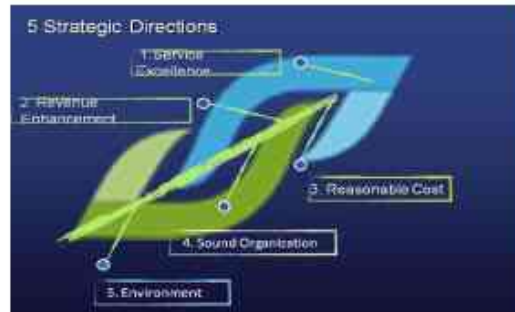 5 Strategic Directions
1. Service
Excellence
2. Revenue
Enhancement
3. Reasonable Cost
4. Sound Organization
5. Environment